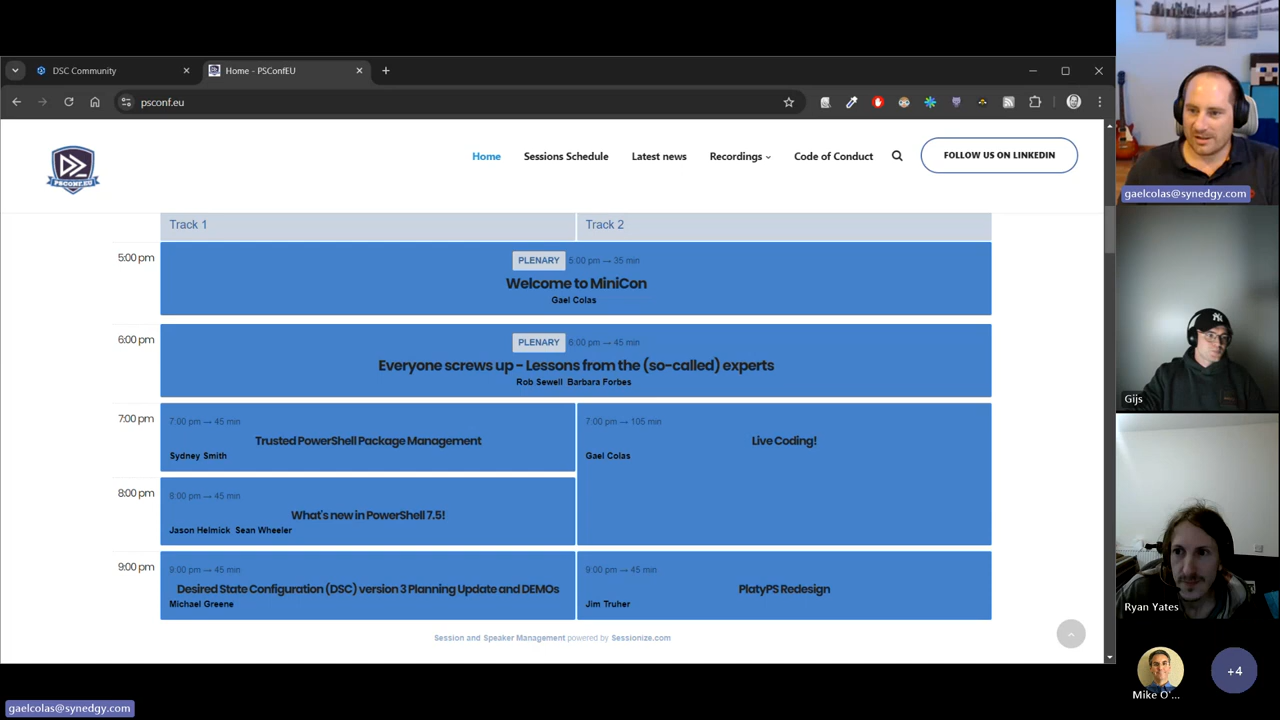 DSC Community
Home - PSConfEU
psconf.eu
PSCONF.EU
Home
Sessions Schedule
Latest news
Recordings
Code of Conduct
FOLLOW US ON LINKEDIN
Track 1
Track 2
5:00 pm
PLENARY 5:00 pm → 35 min
Welcome to MiniCon
Gael Colas
6:00 pm
PLENARY 6:00 pm → 45 min
Everyone screws up - Lessons from the (so-called) experts
Rob Sewell Barbara Forbes
7:00 pm
7:00 pm → 45 min
Trusted PowerShell Package Management
Sydney Smith
7:00 pm → 105 min
Live Coding!
Gael Colas
8:00 pm
8:00 pm → 45 min
What's new in PowerShell 7.5!
Jason Helmick Sean Wheeler
9:00 pm
9:00 pm → 45 min
Desired State Configuration (DSC) version 3 Planning Update and DEMOs
Michael Greene
9:00 pm → 45 min
PlatyPS Redesign
Jim Truher
Session and Speaker Management powered by Sessionize.com
gaelcolas@synedgy.com
Gijs
Ryan Yates
Mike O'...
+4
gaelcolas@synedgy.com